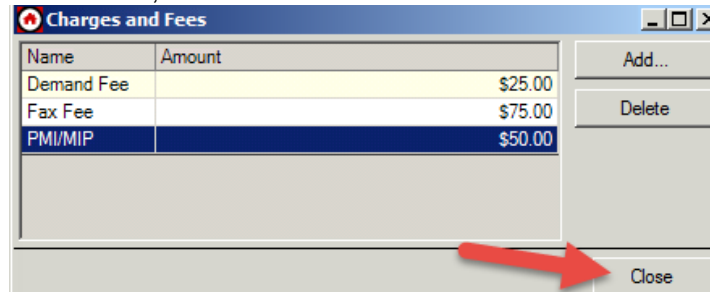 Charges and Fees
Name Amount Add...
Demand Fee $25.00
Fax Fee $75.00 Delete
PMI/MIP $50.00
Close